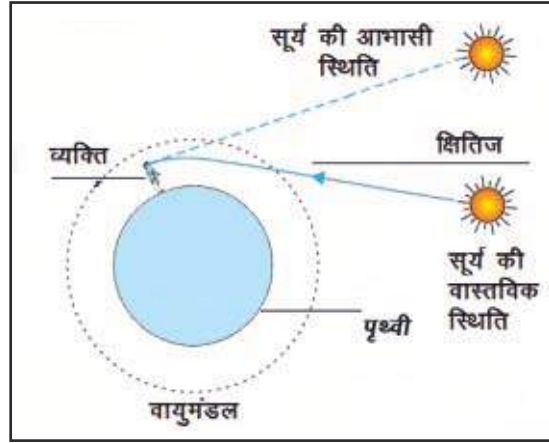 सूर्य की आभासी
स्थिति
व्यक्ति
क्षितिज
सूर्य की
वास्तविक
स्थिति
पृथ्वी
वायुमंडल